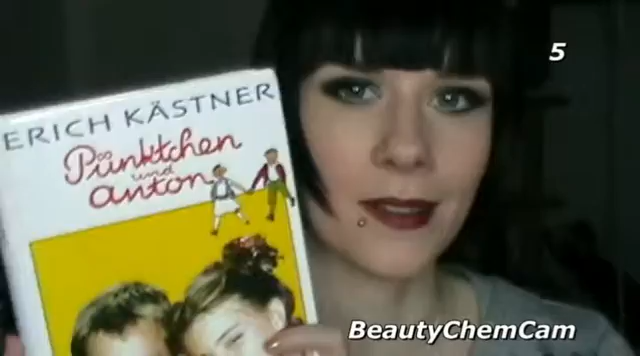 5
ERICH KÄSTNER
Pünktchen
und
anton
BeautyChemCam